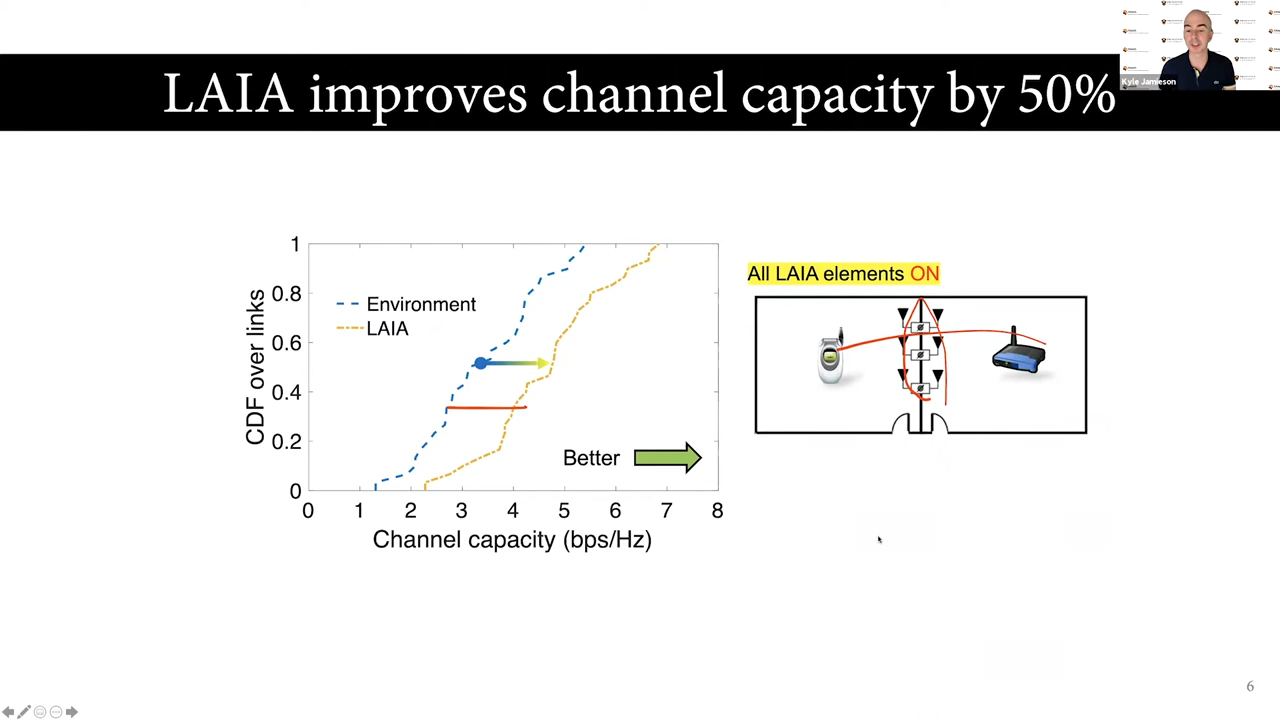 LAIA improves channel capacity by 50%
Kyle Jamieson
1
0.8
0.6
0.4
0.2
0
CDF over links
Environment
LAIA
Better
0 1 2 3 4 5 6 7 8
Channel capacity (bps/Hz)
All LAIA elements ON
6